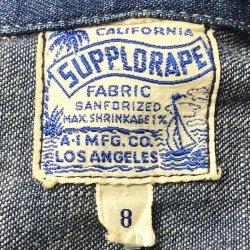 CALIFORNIA
SUPPLDRAPE
FABRIC
SANFORIZED
MAX. SHRINKAGE 1%
A-1 MFG. CO.
LOS ANGELES
8